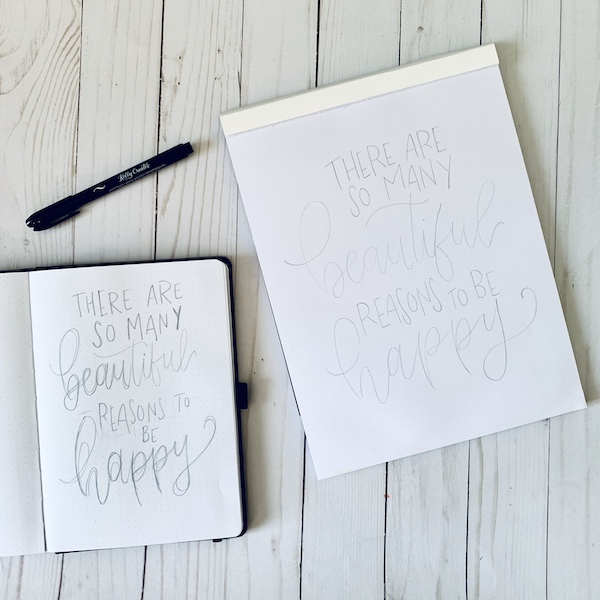 Kelly Creates
THERE ARE
SO MANY
beautiful
REASONS TO
BE
happy
THERE ARE
SO MANY
beautiful
REASONS TO BE
happy